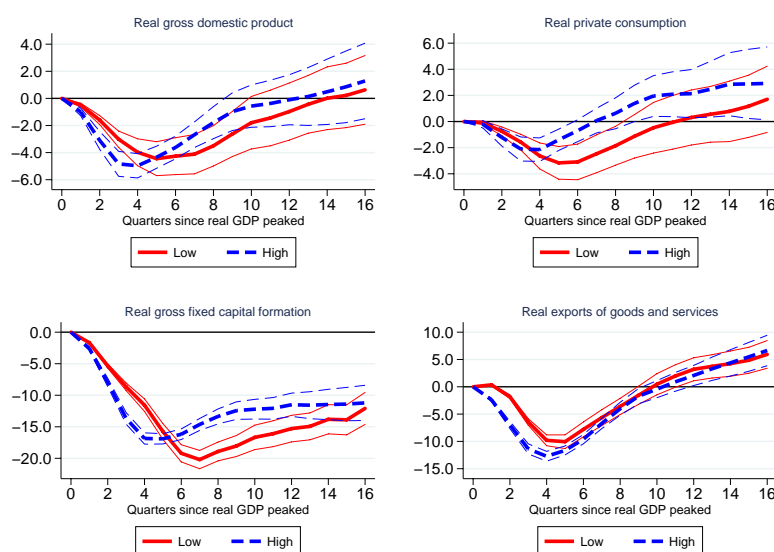 Real gross domestic product
4.0
2.0
0.0
−2.0
−4.0
−6.0
0 2 4 6 8 10 12 14 16
Quarters since real GDP peaked
Low High
Real private consumption
6.0
4.0
2.0
0.0
−2.0
−4.0
0 2 4 6 8 10 12 14 16
Quarters since real GDP peaked
Low High
Real gross fixed capital formation
0.0
−5.0
−10.0
−15.0
−20.0
0 2 4 6 8 10 12 14 16
Quarters since real GDP peaked
Low High
Real exports of goods and services
10.0
5.0
0.0
−5.0
−10.0
−15.0
0 2 4 6 8 10 12 14 16
Quarters since real GDP peaked
Low High